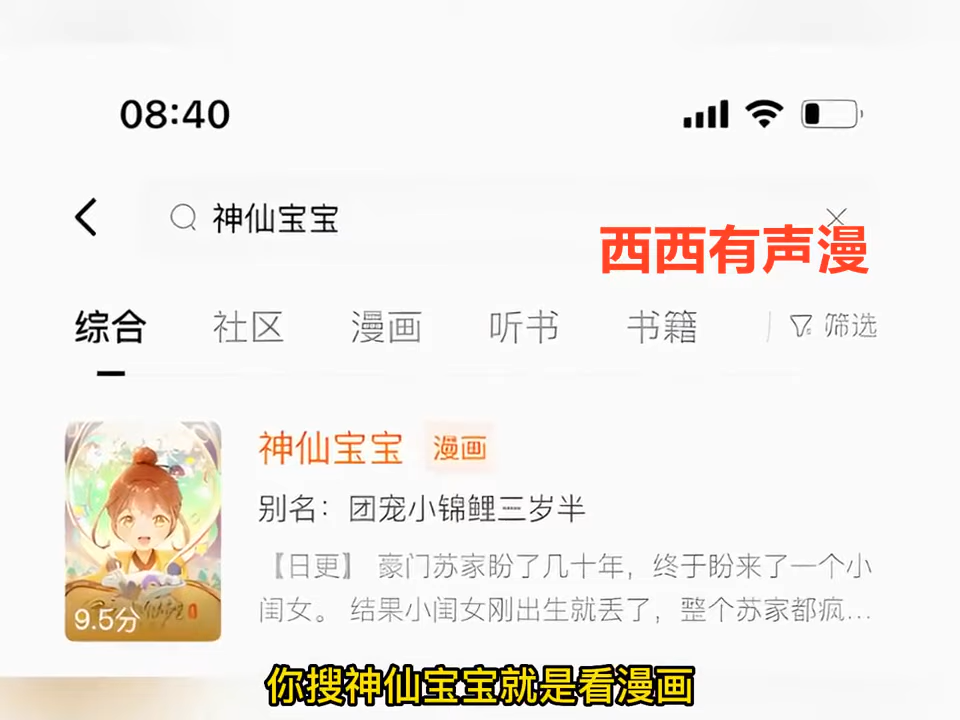 08:40
神仙宝宝
西西有声漫
综合 社区 漫画 听书 书籍 筛选
神仙宝宝 漫画
别名：团宠小锦鲤三岁半
【日更】 豪门苏家盼了几十年，终于盼来了一个小
闺女。 结果小闺女刚出生就丢了，整个苏家都疯...
9.5分
你搜神仙宝宝就是看漫画